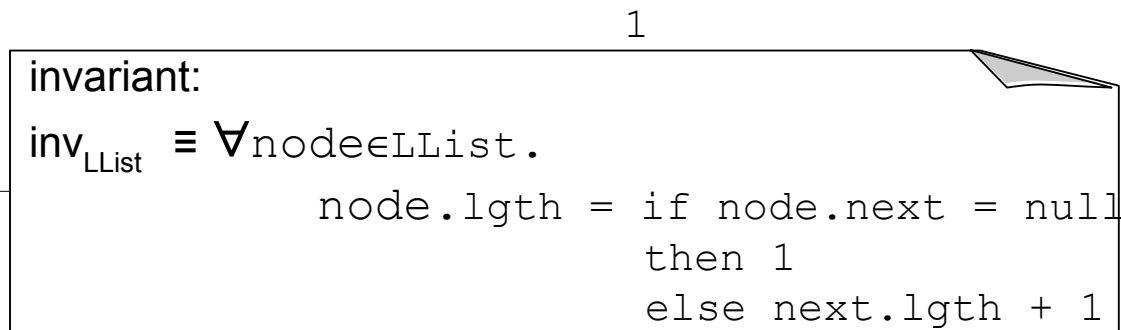 1
invariant:
inv_LList ≡ ∀node∈LList.
node.lgth = if node.next = null
then 1
else next.lgth + 1